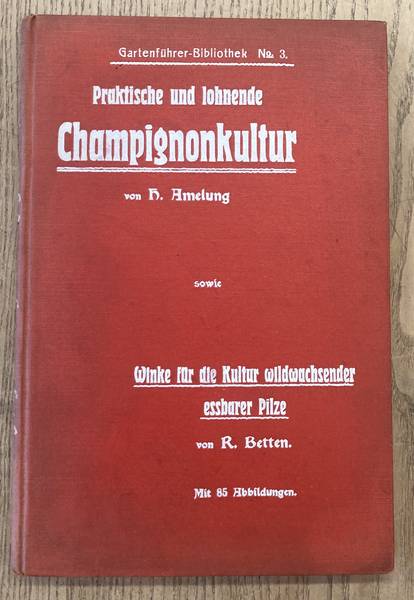 Gartenführer-Bibliothek No. 3.
Praktische und lohnende
Champignonkultur
von H. Amelung
sowie
Winke für die Kultur wildwachsender
essbarer Pilze
von R. Betten.
Mit 85 Abbildungen.